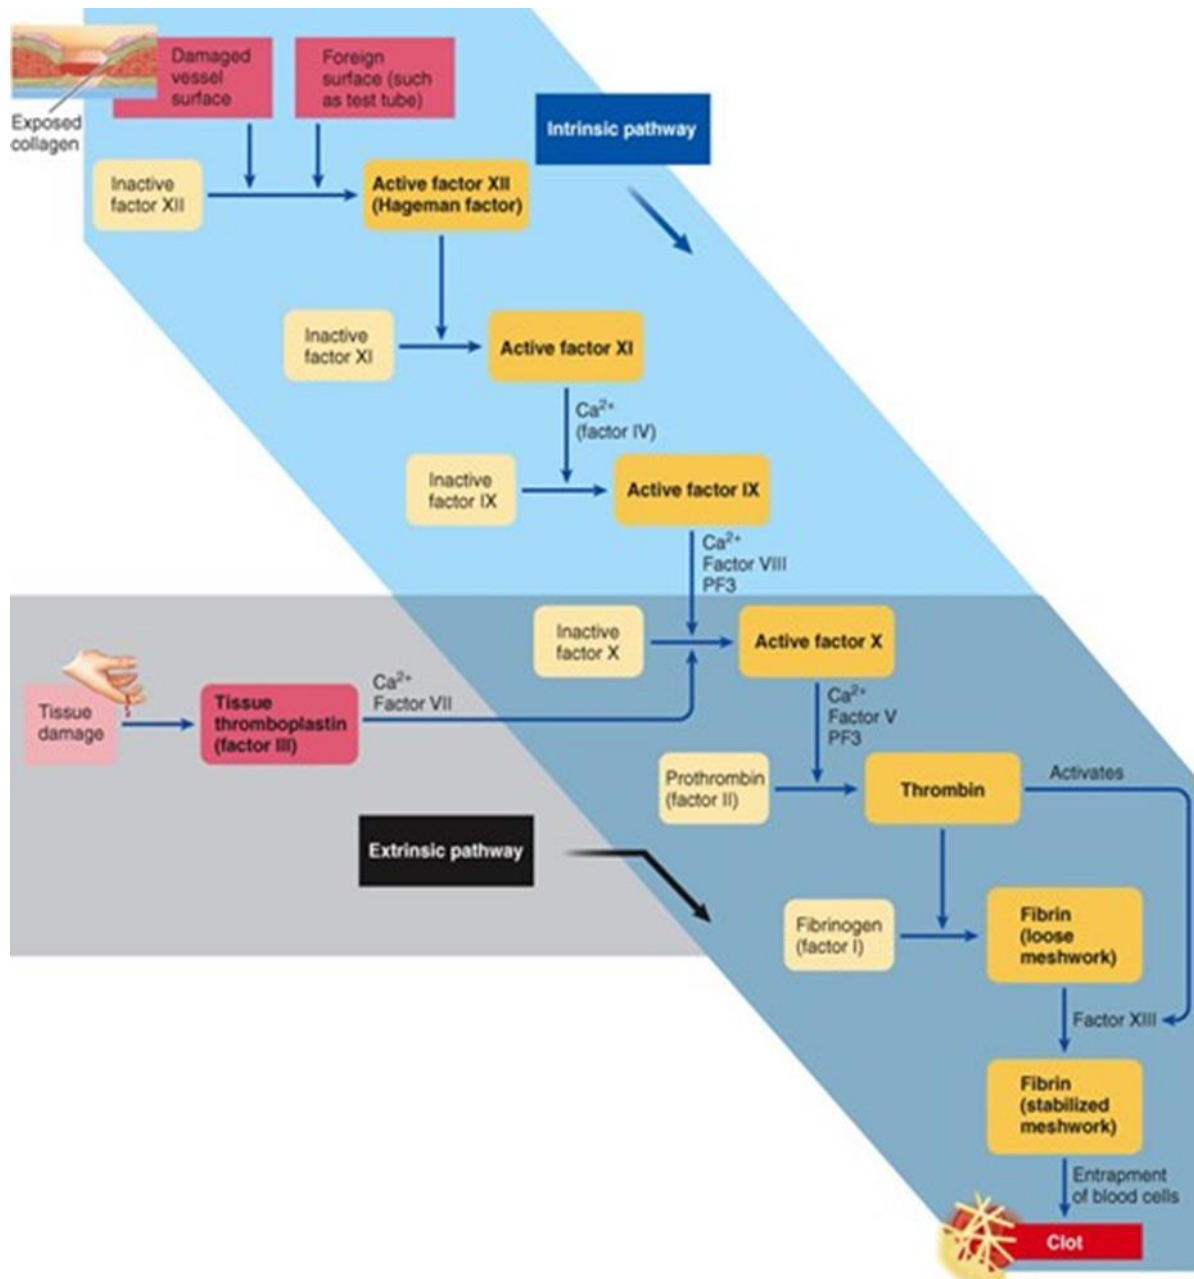 Damaged
vessel
surface
Foreign
surface (such
as test tube)
Exposed
collagen
Intrinsic pathway
Inactive
factor XII
Active factor XII
(Hageman factor)
Inactive
factor XI
Active factor XI
Ca2+
(factor IV)
Inactive
factor IX
Active factor IX
Ca2+
Factor VIII
PF3
Inactive
factor X
Active factor X
Tissue
damage
Tissue
thromboplastin
(factor III)
Ca2+
Factor VII
Ca2+
Factor V
PF3
Prothrombin
(factor II)
Thrombin
Activates
Extrinsic pathway
Fibrinogen
(factor I)
Fibrin
(loose
meshwork)
Factor XIII
Fibrin
(stabilized
meshwork)
Entrapment
of blood cells
Clot